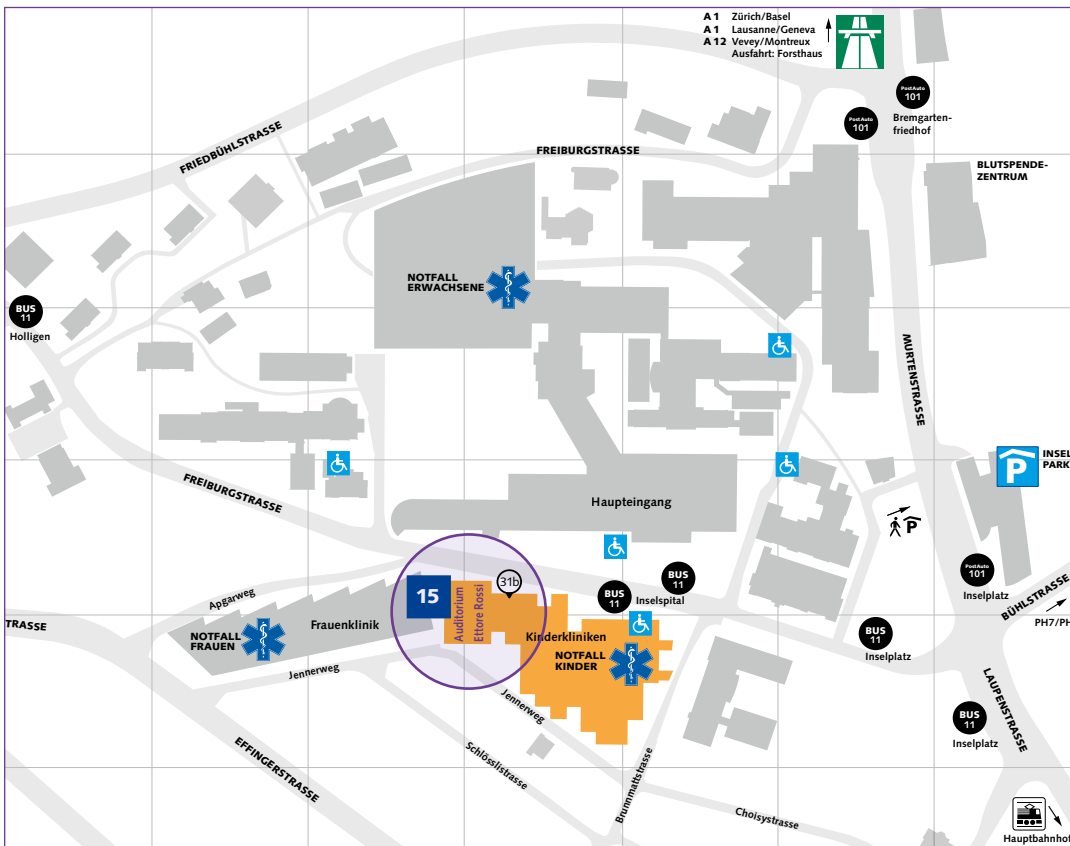 A 1 Zürich/Basel
A 1 Lausanne/Geneva
A 12 Vevey/Montreux
Ausfahrt: Forsthaus
PostAuto
101
Bremgarten-
friedhof
PostAuto
101
FRIEDBÜHLSTRASSE
FREIBURGSTRASSE
BLUTSPENDE-
ZENTRUM
NOTFALL
ERWACHSENE
BUS
11
Holligen
MURTENSTRASSE
INSEL
PARK
P
FREIBURGSTRASSE
Haupteingang
P
PostAuto
101
Inselplatz
BÜHLSTRASSE
PH7/PH
BUS
11
BUS
11
Inselspital
31b
15
Auditorium
Ettore Rossi
Apgarweg
Frauenklinik
NOTFALL
FRAUEN
TRASSE
Kinderkliniken
NOTFALL
KINDER
BUS
11
Inselplatz
Jennerweg
Jennerweg
LAUPENSTRASSE
BUS
11
Inselplatz
EFFINGERSTRASSE
Schlösslistrasse
Brunnmattstrasse
Choisystrasse
Hauptbahnhof